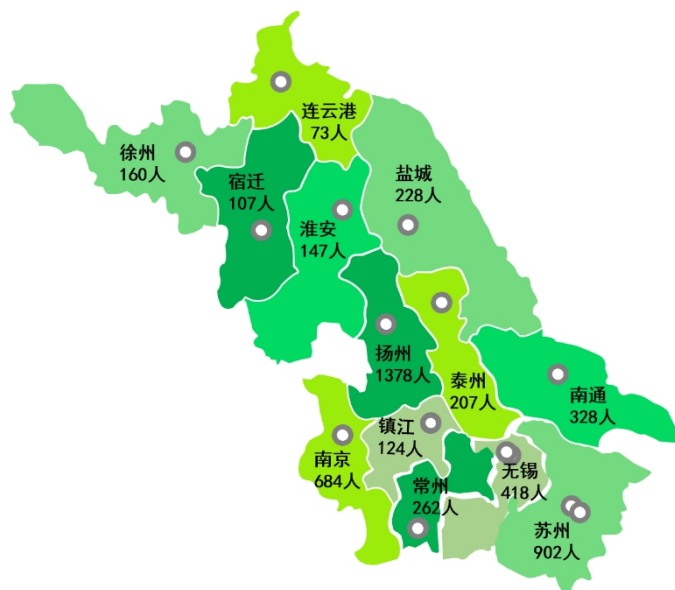 连云港
73人
徐州
160人
宿迁
107人
盐城
228人
淮安
147人
扬州
1378人
泰州
207人
南通
328人
镇江
124人
南京
684人
常州
262人
无锡
418人
苏州
902人